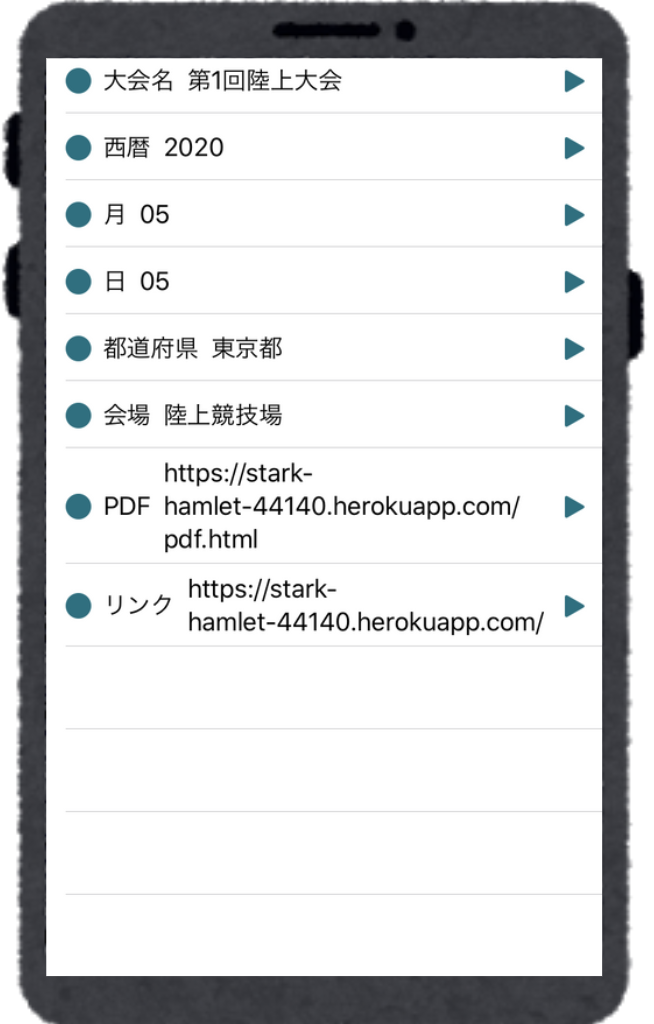 大会名 第1回陸上大会
西暦 2020
月 05
日 05
都道府県 東京都
会場 陸上競技場
PDF https://stark-
hamlet-44140.herokuapp.com/
pdf.html
リンク https://stark-
hamlet-44140.herokuapp.com/